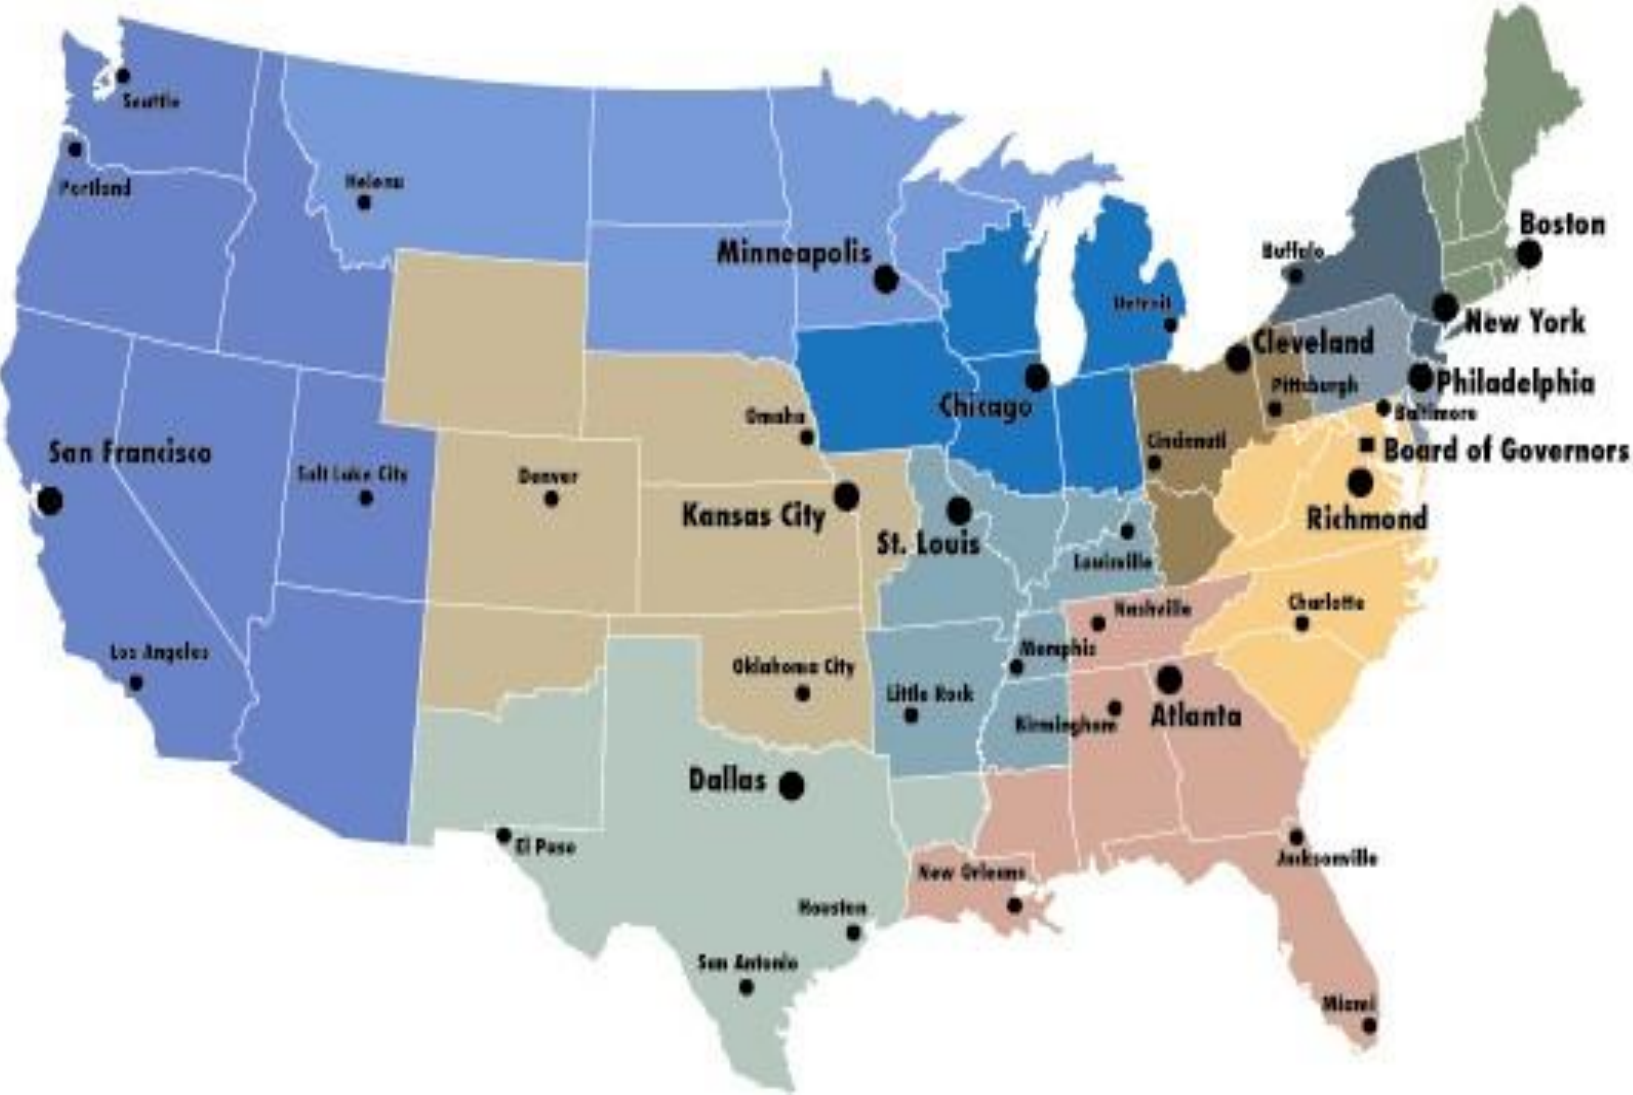 Seattle
Portland
Helena
Boston
Minneapolis
Buffalo
Detroit
New York
Cleveland
Philadelphia
Pittsburgh
Chicago
Omaha
Baltimore
Cincinnati
Board of Governors
San Francisco
Salt Lake City
Denver
Kansas City
St. Louis
Richmond
Louisville
Nashville
Charlotte
Los Angeles
Memphis
Oklahoma City
Little Rock
Birmingham
Atlanta
Dallas
El Paso
Jacksonville
New Orleans
Houston
San Antonio
Miami